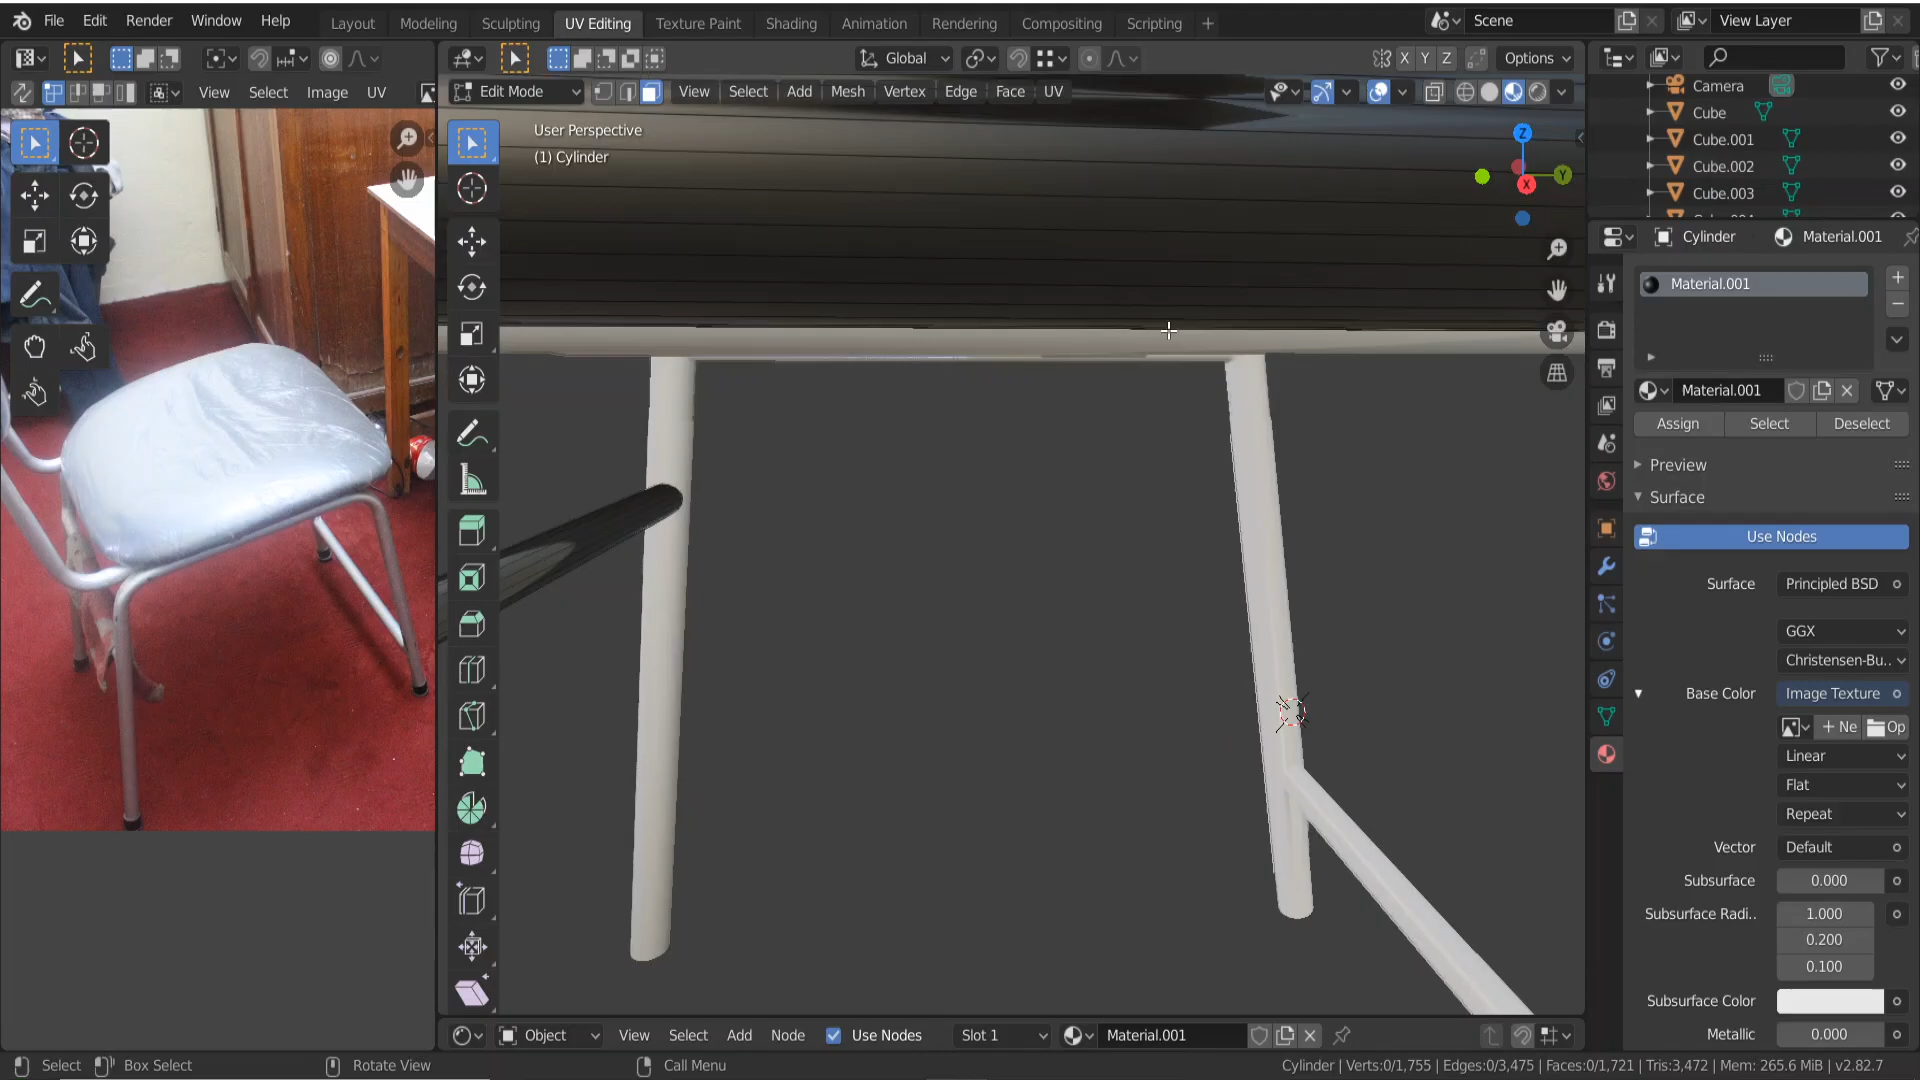 File Edit Render Window Help
Layout Modeling Sculpting UV Editing Texture Paint Shading Animation Rendering Compositing Scripting +
Scene
View Layer
Global
X Y Z
Options
View Select Image UV
Edit Mode
View Select Add Mesh Vertex Edge Face UV
User Perspective
(1) Cylinder
Z
Y
X
Camera
Cube
Cube.001
Cube.002
Cube.003
Cylinder
Material.001
Material.001
Material.001
Assign Select Deselect
Preview
Surface
Use Nodes
Surface Principled BSD
GGX
Christensen-Bu..
Base Color Image Texture
+ Ne Op
Linear
Flat
Repeat
Vector Default
Subsurface 0.000
Subsurface Radi.. 1.000
0.200
0.100
Subsurface Color
Metallic 0.000
Object View Select Add Node Use Nodes Slot 1 Material.001
Select Box Select Rotate View Call Menu
Cylinder | Verts:0/1,755 | Edges:0/3,475 | Faces:0/1,721 | Tris:3,472 | Mem: 265.6 MiB | v2.82.7